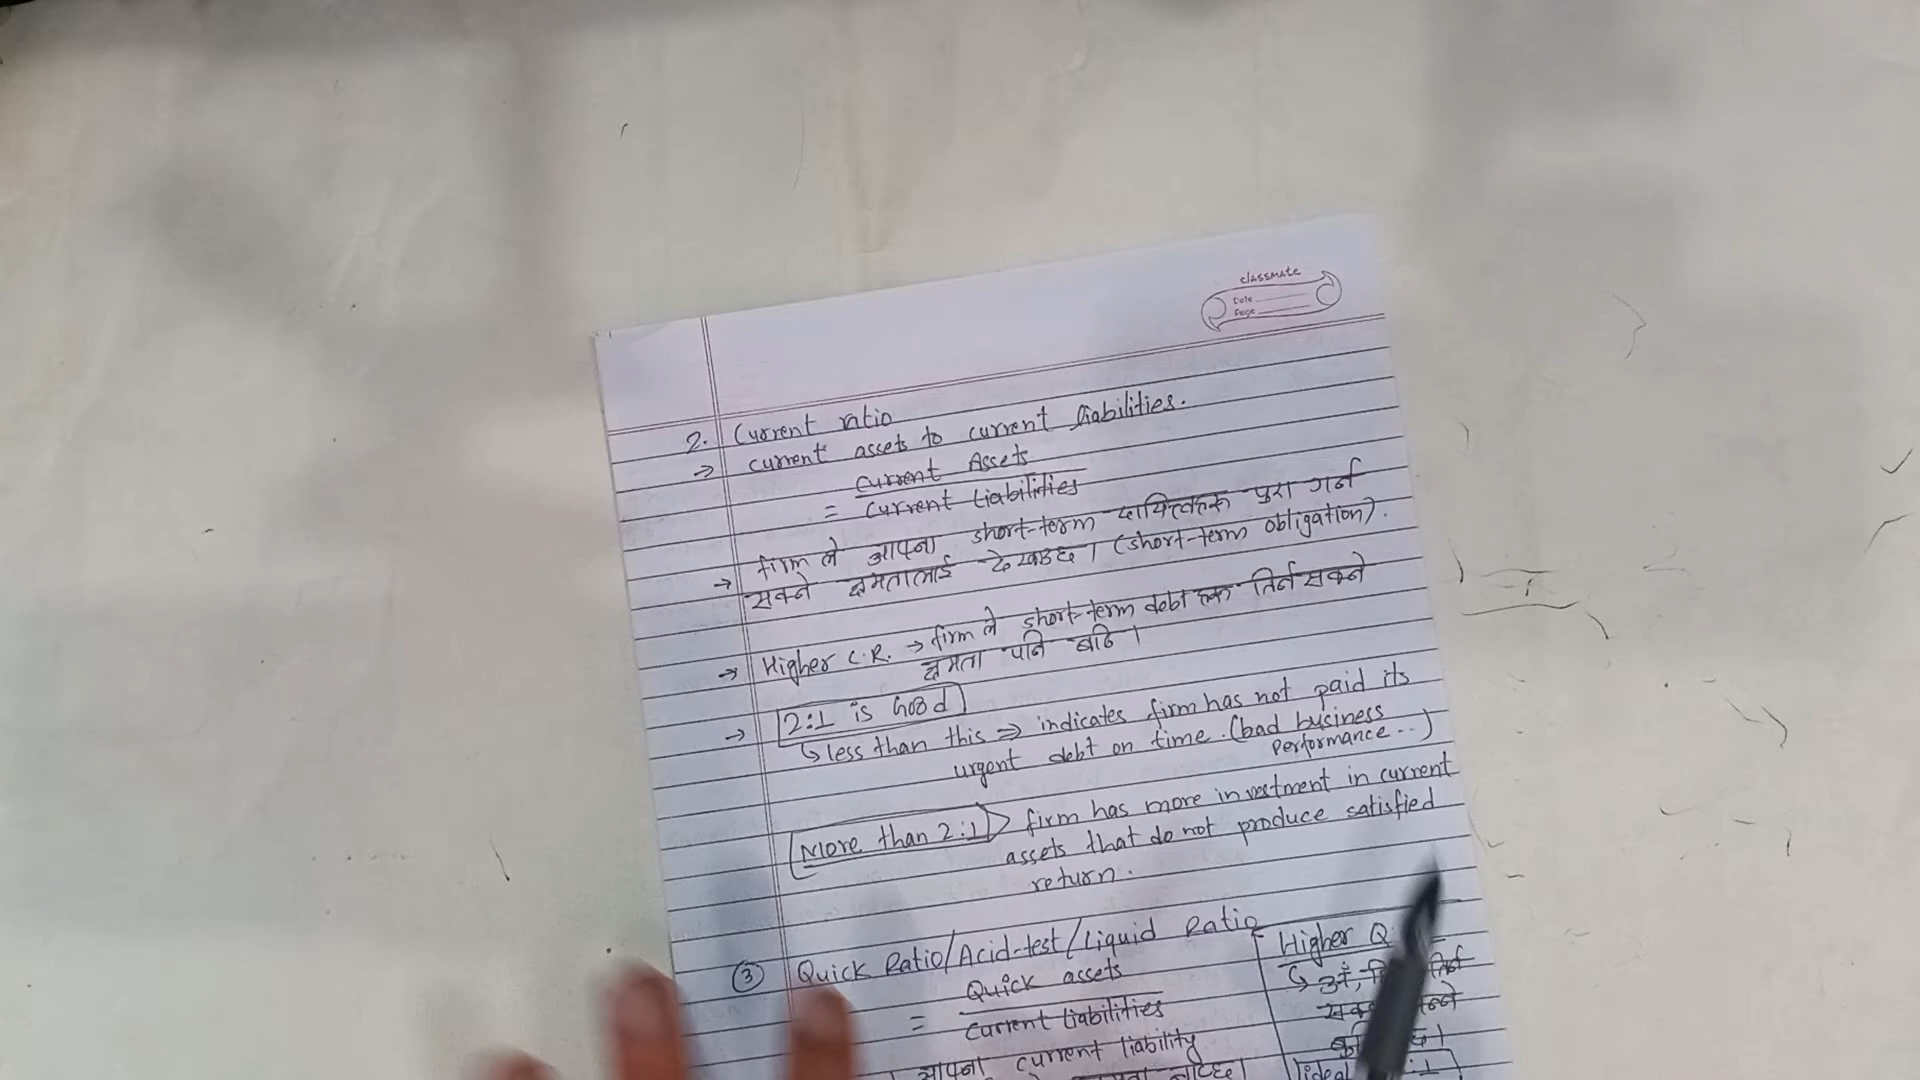 classmate
Date
Page
2. Current ratio
→ current assets to current liabilities.
Current Assets
= Current Liabilities
→ firm ले आफ्ना short-term दायित्वहरु पुरा गर्न
सक्ने क्षमतालाई देखाउछ । (short-term obligation).
→ Higher C.R. → firm ले short-term debt हरु तिर्न सक्ने
क्षमता पनि बढि ।
→ 2:1 is Good
↳ less than this ⇒ indicates firm has not paid its
urgent debt on time. (bad business
performance..)
More than 2:1 firm has more investment in current
assets that do not produce satisfied
return.
③ Quick Ratio/Acid-test/Liquid Ratio
Quick assets
= Current Liabilities
आफ्ना current liability
Higher Q
ideal :1